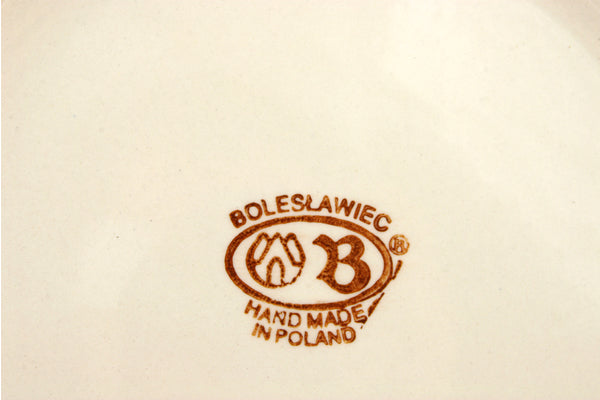 BOLESŁAWIEC
B ®
HAND MADE
IN POLAND